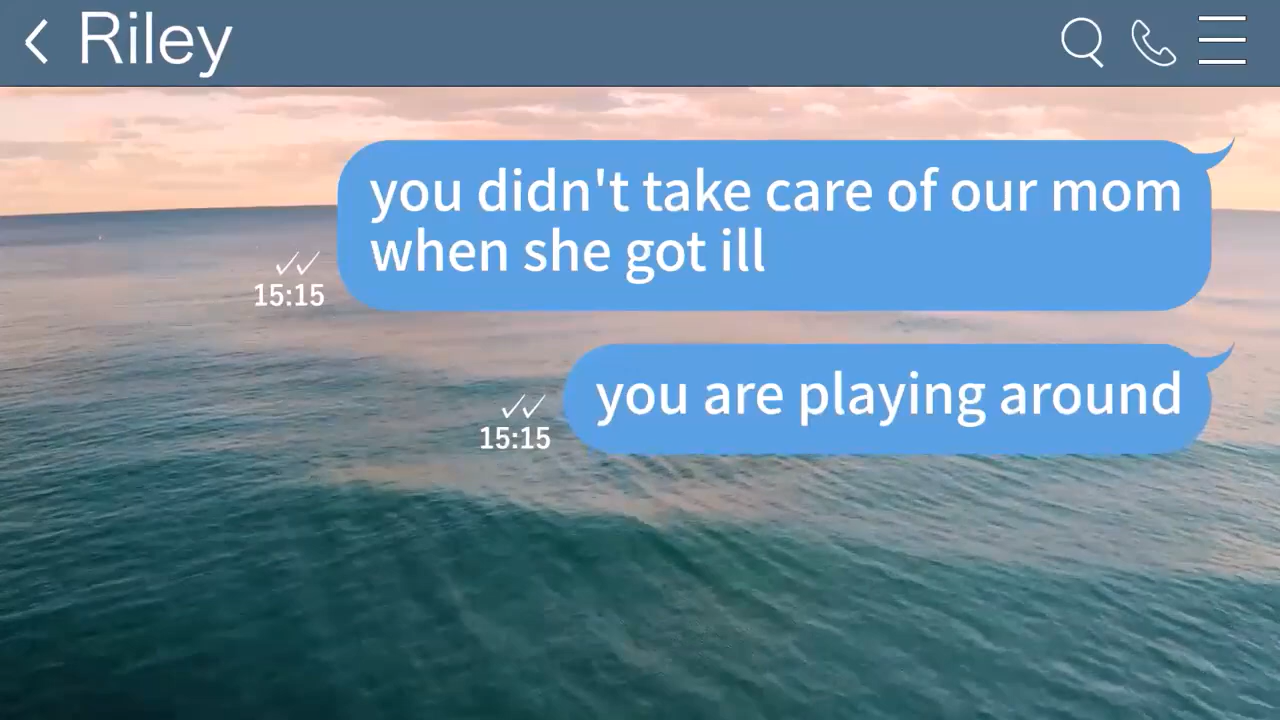 Riley
you didn't take care of our mom
when she got ill
15:15
you are playing around
15:15